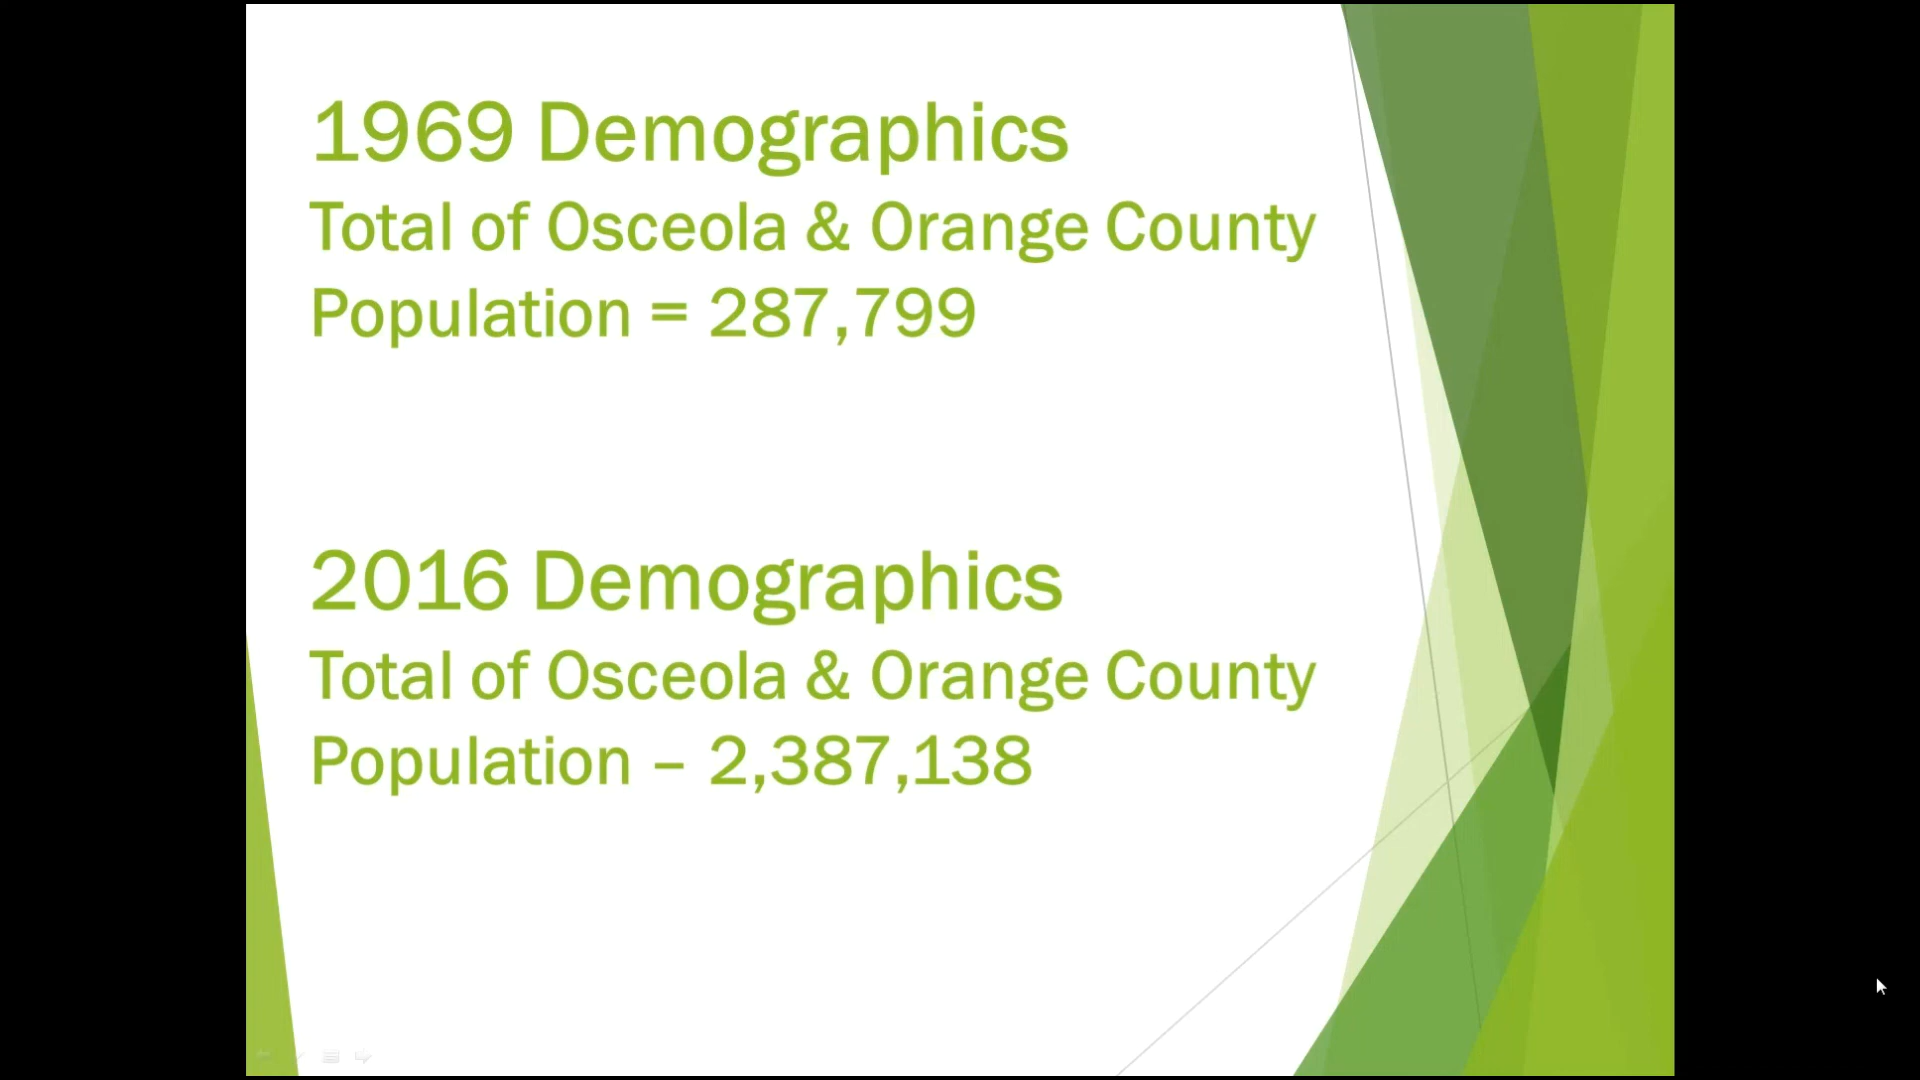 1969 Demographics
Total of Osceola & Orange County
Population = 287,799
2016 Demographics
Total of Osceola & Orange County
Population – 2,387,138